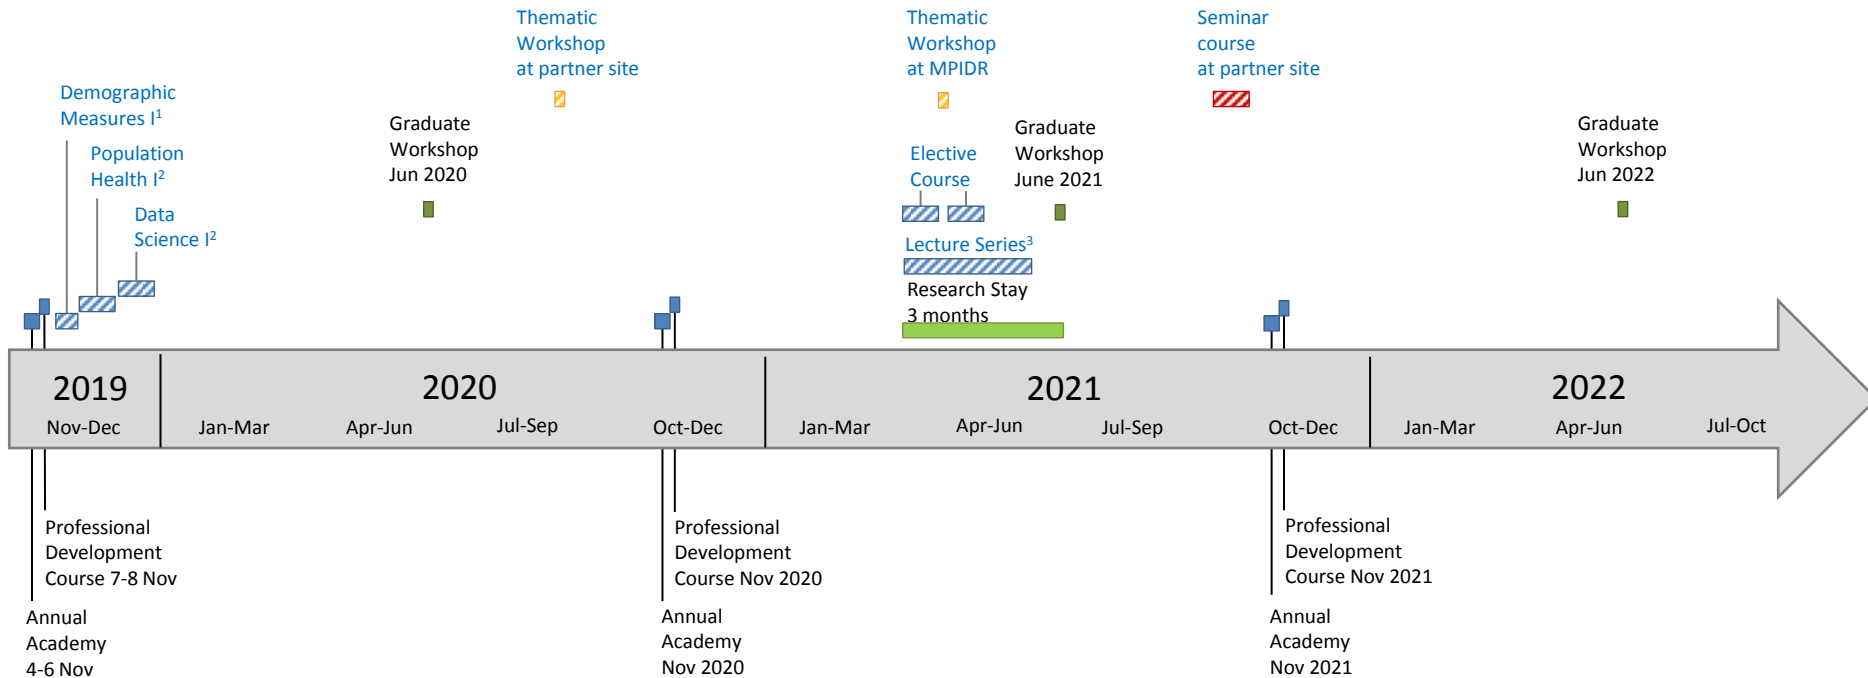 Thematic
Workshop
at partner site
Thematic
Workshop
at MPIDR
Seminar
course
at partner site
Demographic
Measures I¹
Population
Health I²
Data
Science I²
Graduate
Workshop
Jun 2020
Elective
Course
Graduate
Workshop
June 2021
Graduate
Workshop
Jun 2022
Lecture Series³
Research Stay
3 months
2019
2020
2021
2022
Nov-Dec
Jan-Mar
Apr-Jun
Jul-Sep
Oct-Dec
Jan-Mar
Apr-Jun
Jul-Sep
Oct-Dec
Jan-Mar
Apr-Jun
Jul-Oct
Professional
Development
Course 7-8 Nov
Annual
Academy
4-6 Nov
Professional
Development
Course Nov 2020
Annual
Academy
Nov 2020
Professional
Development
Course Nov 2021
Annual
Academy
Nov 2021